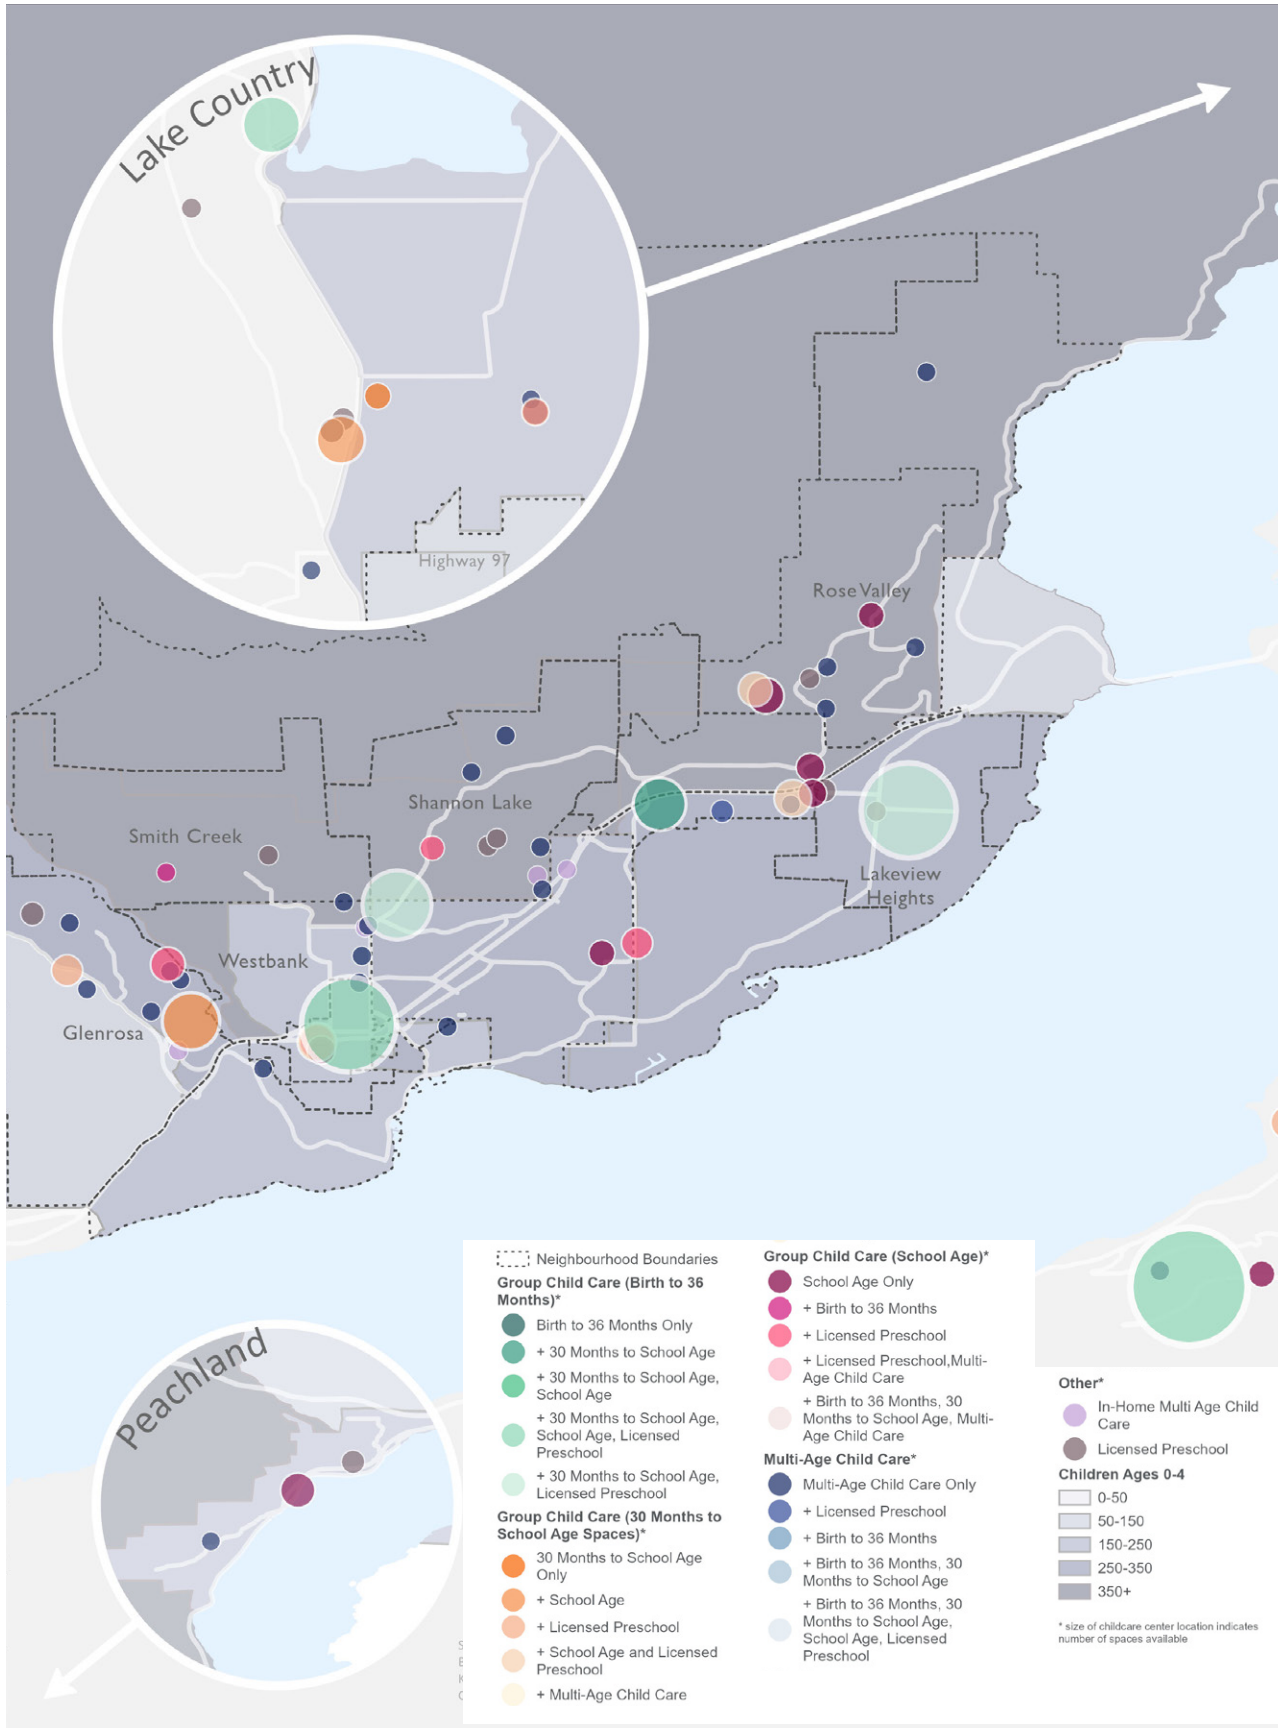 Lake Country
Highway 97
Rose Valley
Shannon Lake
Smith Creek
Lakeview
Heights
Westbank
Glenrosa
Peachland
Neighbourhood Boundaries
Group Child Care (Birth to 36
Months)*
Birth to 36 Months Only
+ 30 Months to School Age
+ 30 Months to School Age,
School Age
+ 30 Months to School Age,
School Age, Licensed
Preschool
+ 30 Months to School Age,
Licensed Preschool
Group Child Care (30 Months to
School Age Spaces)*
30 Months to School Age
Only
+ School Age
+ Licensed Preschool
+ School Age and Licensed
Preschool
+ Multi-Age Child Care
Group Child Care (School Age)*
School Age Only
+ Birth to 36 Months
+ Licensed Preschool
+ Licensed Preschool,Multi-
Age Child Care
+ Birth to 36 Months, 30
Months to School Age, Multi-
Age Child Care
Multi-Age Child Care*
Multi-Age Child Care Only
+ Licensed Preschool
+ Birth to 36 Months
+ Birth to 36 Months, 30
Months to School Age
+ Birth to 36 Months, 30
Months to School Age,
School Age, Licensed
Preschool
Other*
In-Home Multi Age Child
Care
Licensed Preschool
Children Ages 0-4
0-50
50-150
150-250
250-350
350+
* size of childcare center location indicates
number of spaces available